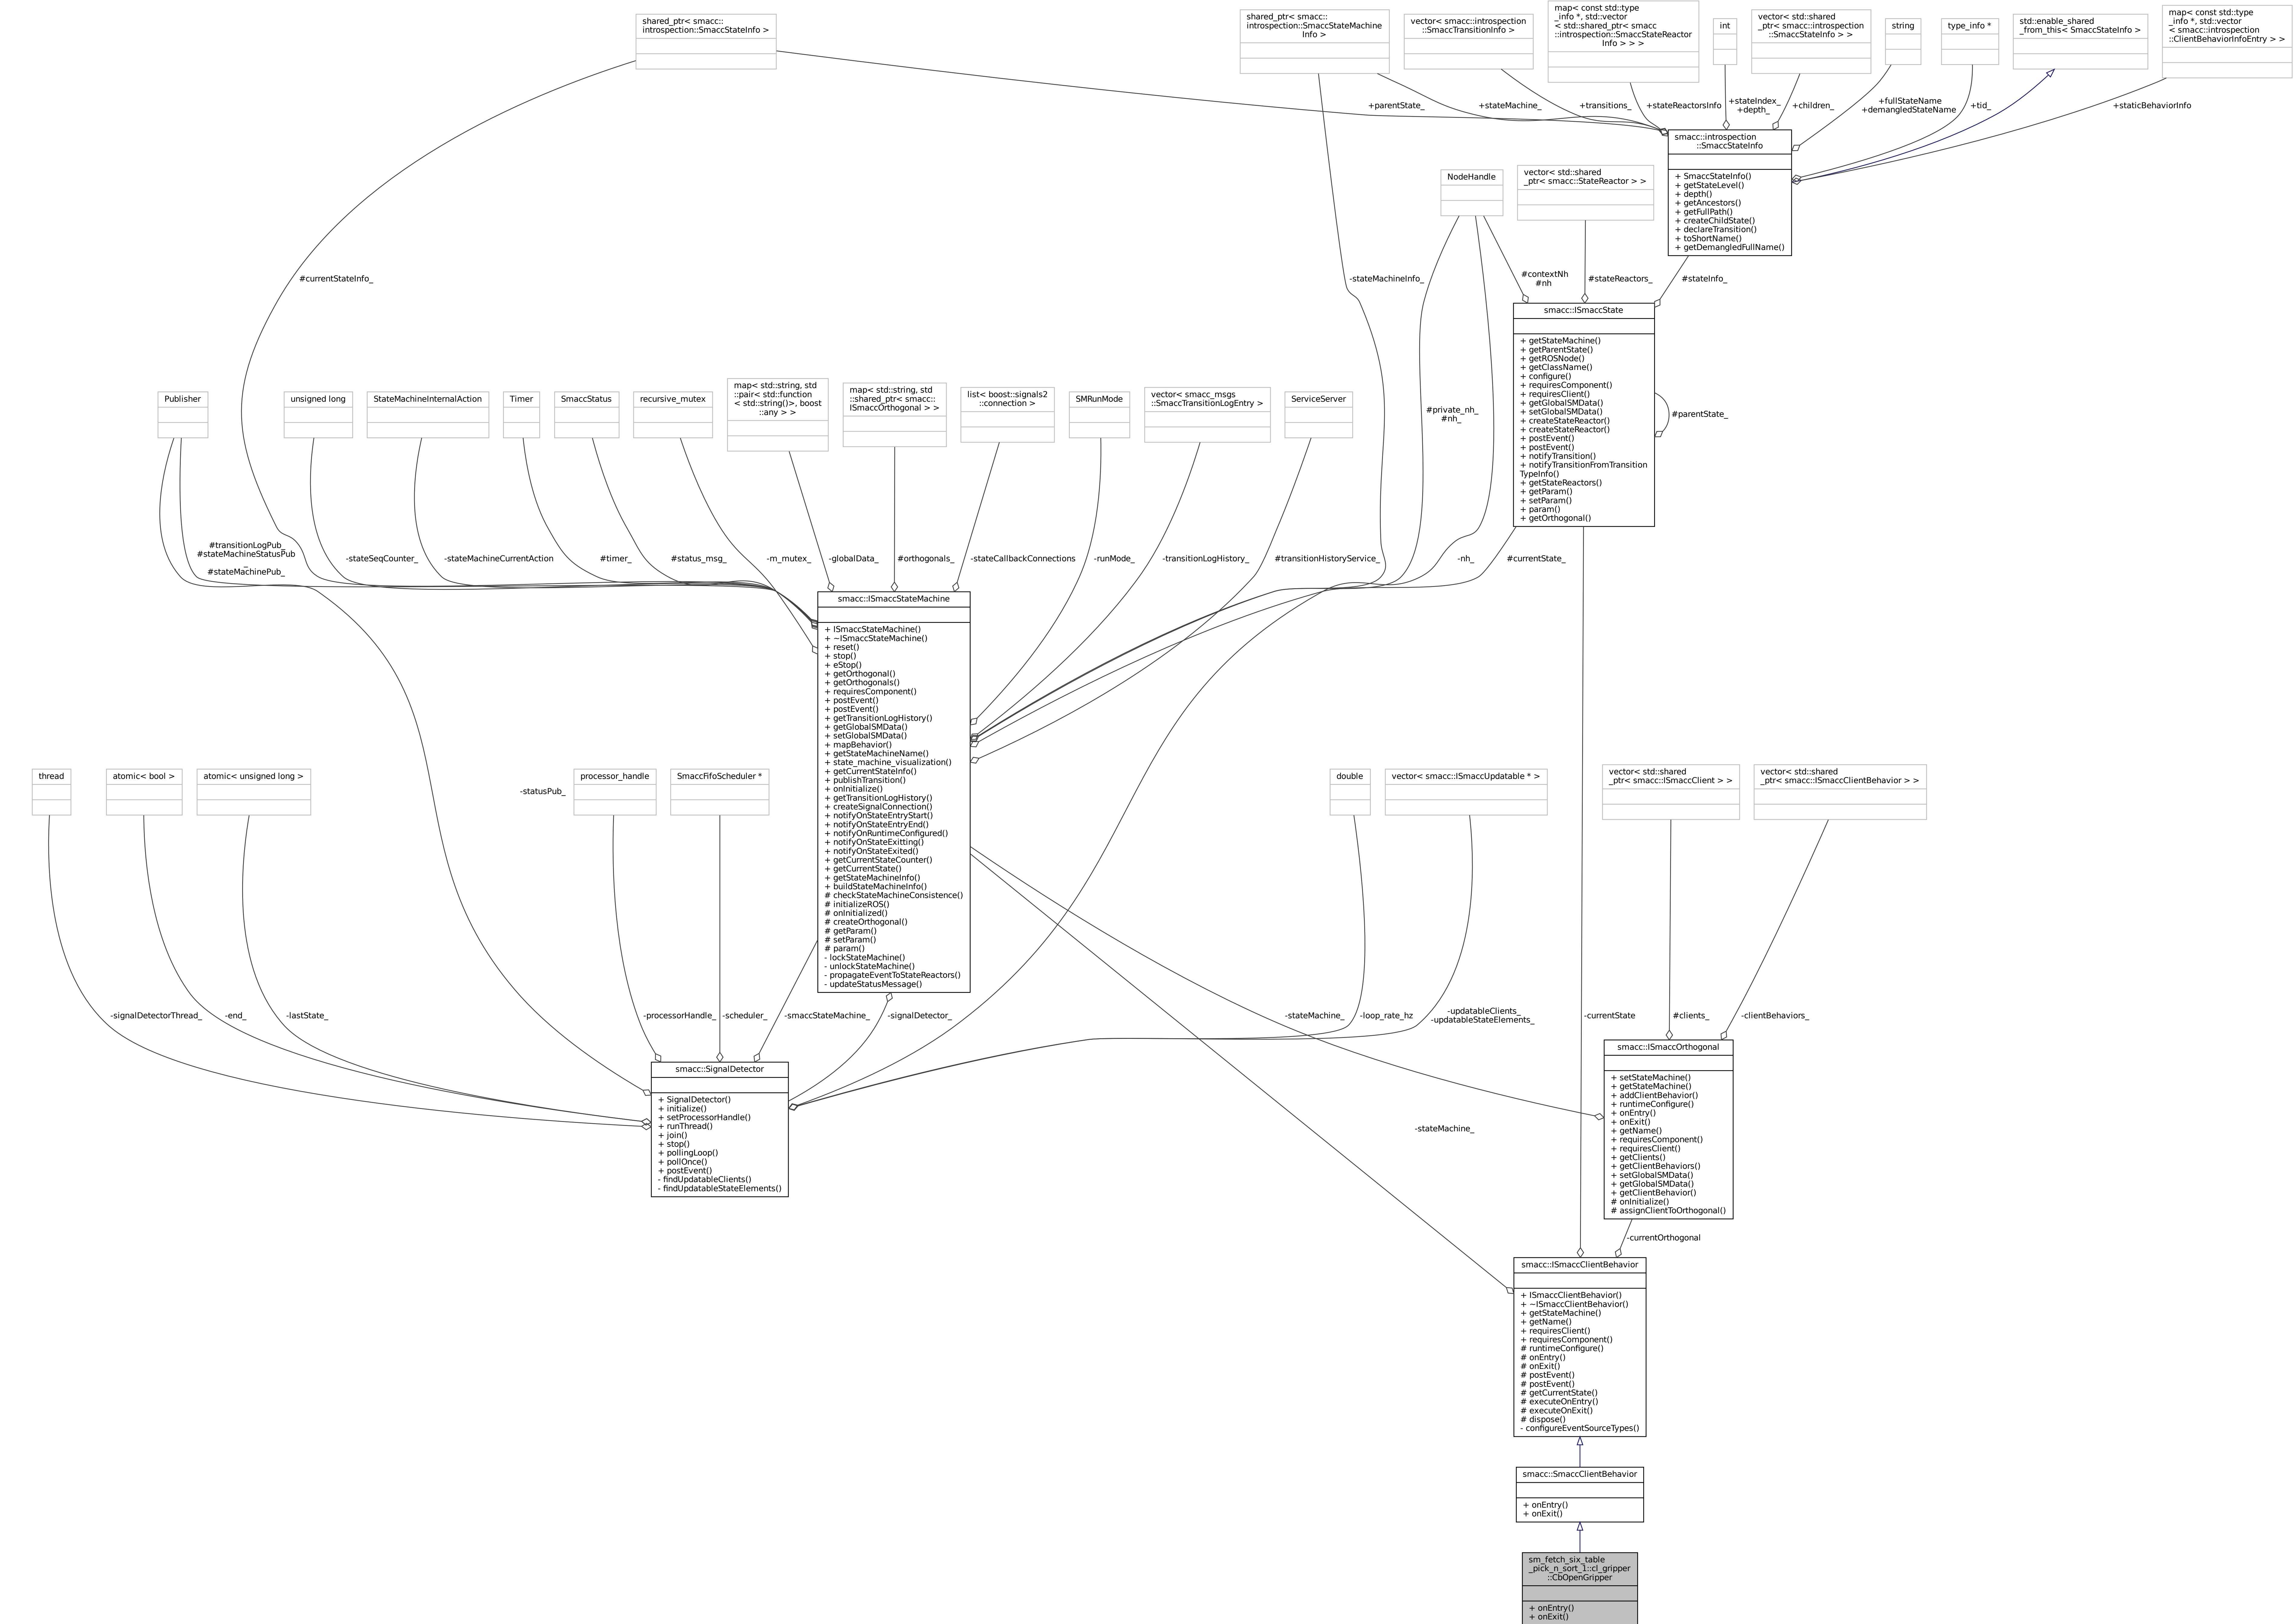 shared_ptr< smacc::
introspection::SmaccStateInfo >
shared_ptr< smacc::
introspection::SmaccStateMachine
Info >
vector< smacc::introspection
::SmaccTransitionInfo >
map< const std::type
_info *, std::vector
< std::shared_ptr< smacc
::introspection::SmaccStateReactor
Info > > >
int
vector< std::shared
_ptr< smacc::introspection
::SmaccStateInfo > >
string
type_info *
std::enable_shared
_from_this< SmaccStateInfo >
map< const std::type
_info *, std::vector
< smacc::introspection
::ClientBehaviorInfoEntry > >
+parentState_
+stateMachine_
+transitions_
+stateReactorsInfo
+stateIndex_
+depth_
+children_
+fullStateName
+demangledStateName
+tid_
+staticBehaviorInfo
smacc::introspection
::SmaccStateInfo
+ SmaccStateInfo()
+ getStateLevel()
+ depth()
+ getAncestors()
+ getFullPath()
+ createChildState()
+ declareTransition()
+ toShortName()
+ getDemangledFullName()
NodeHandle
vector< std::shared
_ptr< smacc::StateReactor > >
#currentStateInfo_
-stateMachineInfo_
#contextNh
#nh
#stateReactors_
#stateInfo_
smacc::ISmaccState
+ getStateMachine()
+ getParentState()
+ getROSNode()
+ getClassName()
+ configure()
+ requiresComponent()
+ requiresClient()
+ getGlobalSMData()
+ setGlobalSMData()
+ createStateReactor()
+ createStateReactor()
+ postEvent()
+ postEvent()
+ notifyTransition()
+ notifyTransitionFromTransition
TypeInfo()
+ getStateReactors()
+ getParam()
+ setParam()
+ param()
+ getOrthogonal()
#parentState_
Publisher
unsigned long
StateMachineInternalAction
Timer
SmaccStatus
recursive_mutex
map< std::string, std
::pair< std::function
< std::string()>, boost
::any > >
map< std::string, std
::shared_ptr< smacc::
ISmaccOrthogonal > >
list< boost::signals2
::connection >
SMRunMode
vector< smacc_msgs
::SmaccTransitionLogEntry >
ServiceServer
#private_nh_
#nh_
#transitionLogPub_
#stateMachineStatusPub
_
#stateMachinePub_
-stateSeqCounter_
-stateMachineCurrentAction
#timer_
#status_msg_
-m_mutex_
-globalData_
#orthogonals_
-stateCallbackConnections
-runMode_
-transitionLogHistory_
#transitionHistoryService_
-nh_
#currentState_
smacc::ISmaccStateMachine
+ ISmaccStateMachine()
+ ~ISmaccStateMachine()
+ reset()
+ stop()
+ eStop()
+ getOrthogonal()
+ getOrthogonals()
+ requiresComponent()
+ postEvent()
+ postEvent()
+ getTransitionLogHistory()
+ getGlobalSMData()
+ setGlobalSMData()
+ mapBehavior()
+ getStateMachineName()
+ state_machine_visualization()
+ getCurrentStateInfo()
+ publishTransition()
+ onInitialize()
+ getTransitionLogHistory()
+ createSignalConnection()
+ notifyOnStateEntryStart()
+ notifyOnStateEntryEnd()
+ notifyOnRuntimeConfigured()
+ notifyOnStateExitting()
+ notifyOnStateExited()
+ getCurrentStateCounter()
+ getCurrentState()
+ getStateMachineInfo()
+ buildStateMachineInfo()
# checkStateMachineConsistence()
# initializeROS()
# onInitialized()
# createOrthogonal()
# getParam()
# setParam()
# param()
- lockStateMachine()
- unlockStateMachine()
- propagateEventToStateReactors()
- updateStatusMessage()
thread
atomic< bool >
atomic< unsigned long >
-statusPub_
processor_handle
SmaccFifoScheduler *
double
vector< smacc::ISmaccUpdatable * >
vector< std::shared
_ptr< smacc::ISmaccClient > >
vector< std::shared
_ptr< smacc::ISmaccClientBehavior > >
-signalDetectorThread_
-end_
-lastState_
-processorHandle_
-scheduler_
-smaccStateMachine_
-signalDetector_
-stateMachine_
-loop_rate_hz
-updatableClients_
-updatableStateElements_
-currentState
#clients_
-clientBehaviors_
smacc::SignalDetector
+ SignalDetector()
+ initialize()
+ setProcessorHandle()
+ runThread()
+ join()
+ stop()
+ pollingLoop()
+ pollOnce()
+ postEvent()
- findUpdatableClients()
- findUpdatableStateElements()
smacc::ISmaccOrthogonal
+ setStateMachine()
+ getStateMachine()
+ addClientBehavior()
+ runtimeConfigure()
+ onEntry()
+ onExit()
+ getName()
+ requiresComponent()
+ requiresClient()
+ getClients()
+ getClientBehaviors()
+ setGlobalSMData()
+ getGlobalSMData()
+ getClientBehavior()
# onInitialize()
# assignClientToOrthogonal()
-stateMachine_
-currentOrthogonal
smacc::ISmaccClientBehavior
+ ISmaccClientBehavior()
+ ~ISmaccClientBehavior()
+ getStateMachine()
+ getName()
+ requiresClient()
+ requiresComponent()
# runtimeConfigure()
# onEntry()
# onExit()
# postEvent()
# postEvent()
# getCurrentState()
# executeOnEntry()
# executeOnExit()
# dispose()
- configureEventSourceTypes()
smacc::SmaccClientBehavior
+ onEntry()
+ onExit()
sm_fetch_six_table
_pick_n_sort_1::cl_gripper
::CbOpenGripper
+ onEntry()
+ onExit()